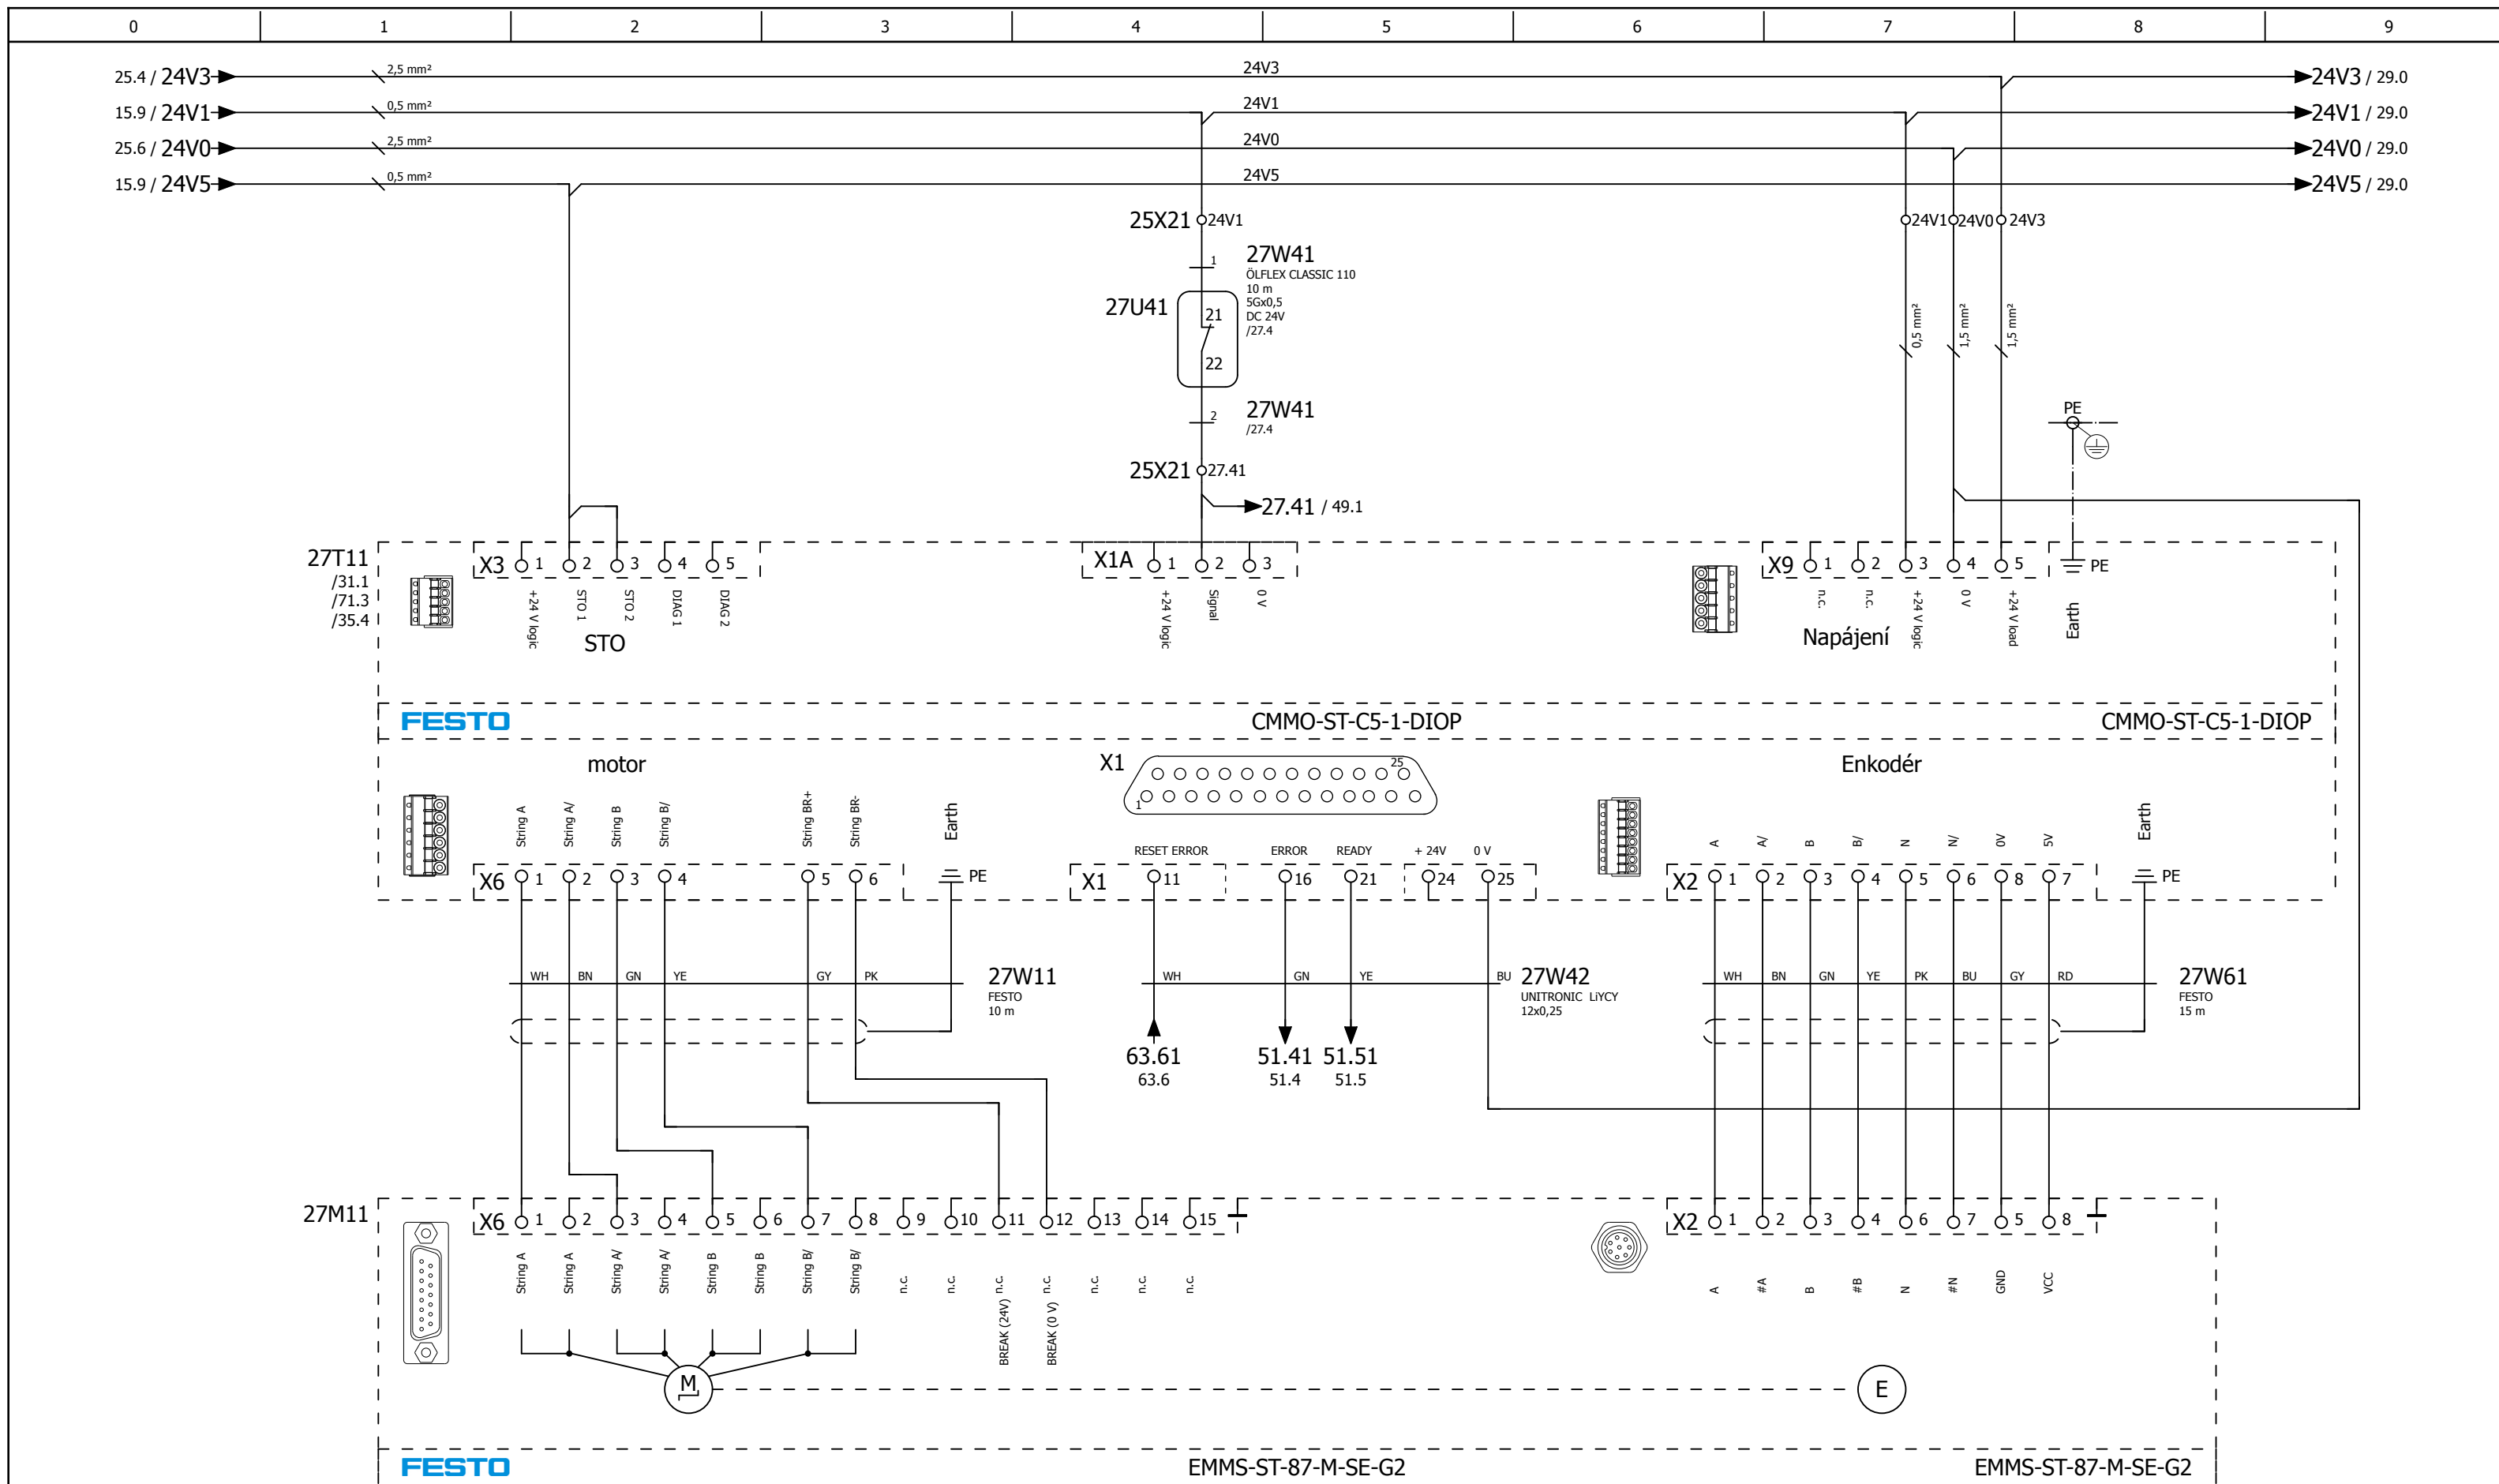 0 1 2 3 4 5 6 7 8 9
25.4 / 24V3 2,5 mm² 24V3 24V3 / 29.0
15.9 / 24V1 0,5 mm² 24V1 24V1 / 29.0
25.6 / 24V0 2,5 mm² 24V0 24V0 / 29.0
15.9 / 24V5 0,5 mm² 24V5 24V5 / 29.0
25X21 24V1 24V1 24V0 24V3
1 27W41
ÖLFLEX CLASSIC 110
10 m
5Gx0,5
DC 24V
/27.4
27U41 21
22
0,5 mm² 1,5 mm² 1,5 mm²
2 27W41
/27.4
PE
25X21 27.41
27.41 / 49.1
27T11
/31.1
/71.3
/35.4
X3 1 2 3 4 5
+24 V logic STO 1 STO 2 DIAG 1 DIAG 2
STO
X1A 1 2 3
+24 V logic Signal 0 V
X9 1 2 3 4 5 PE
n.c. n.c. +24 V logic 0 V +24 V load Earth
Napájení
FESTO CMMO-ST-C5-1-DIOP CMMO-ST-C5-1-DIOP
motor X1 25 Enkodér
1
String A String A/ String B String B/ String BR+ String BR- Earth
RESET ERROR ERROR READY + 24V 0 V
A A/ B B/ N N/ 0V 5V Earth
X6 1 2 3 4 5 6 PE
X1 11 16 21 24 25
X2 1 2 3 4 5 6 8 7 PE
WH BN GN YE GY PK 27W11
FESTO
10 m
WH GN YE BU 27W42
UNITRONIC LiYCY
12x0,25
WH BN GN YE PK BU GY RD 27W61
FESTO
15 m
63.61 51.41 51.51
63.6 51.4 51.5
27M11
X6 1 2 3 4 5 6 7 8 9 10 11 12 13 14 15
String A String A String A/ String A/ String B String B String B/ String B/ n.c. n.c. n.c. n.c. n.c. n.c. n.c.
BREAK (24V) BREAK (0 V)
X2 1 2 3 4 6 7 5 8
A #A B #B N #N GND VCC
M E
FESTO EMMS-ST-87-M-SE-G2 EMMS-ST-87-M-SE-G2